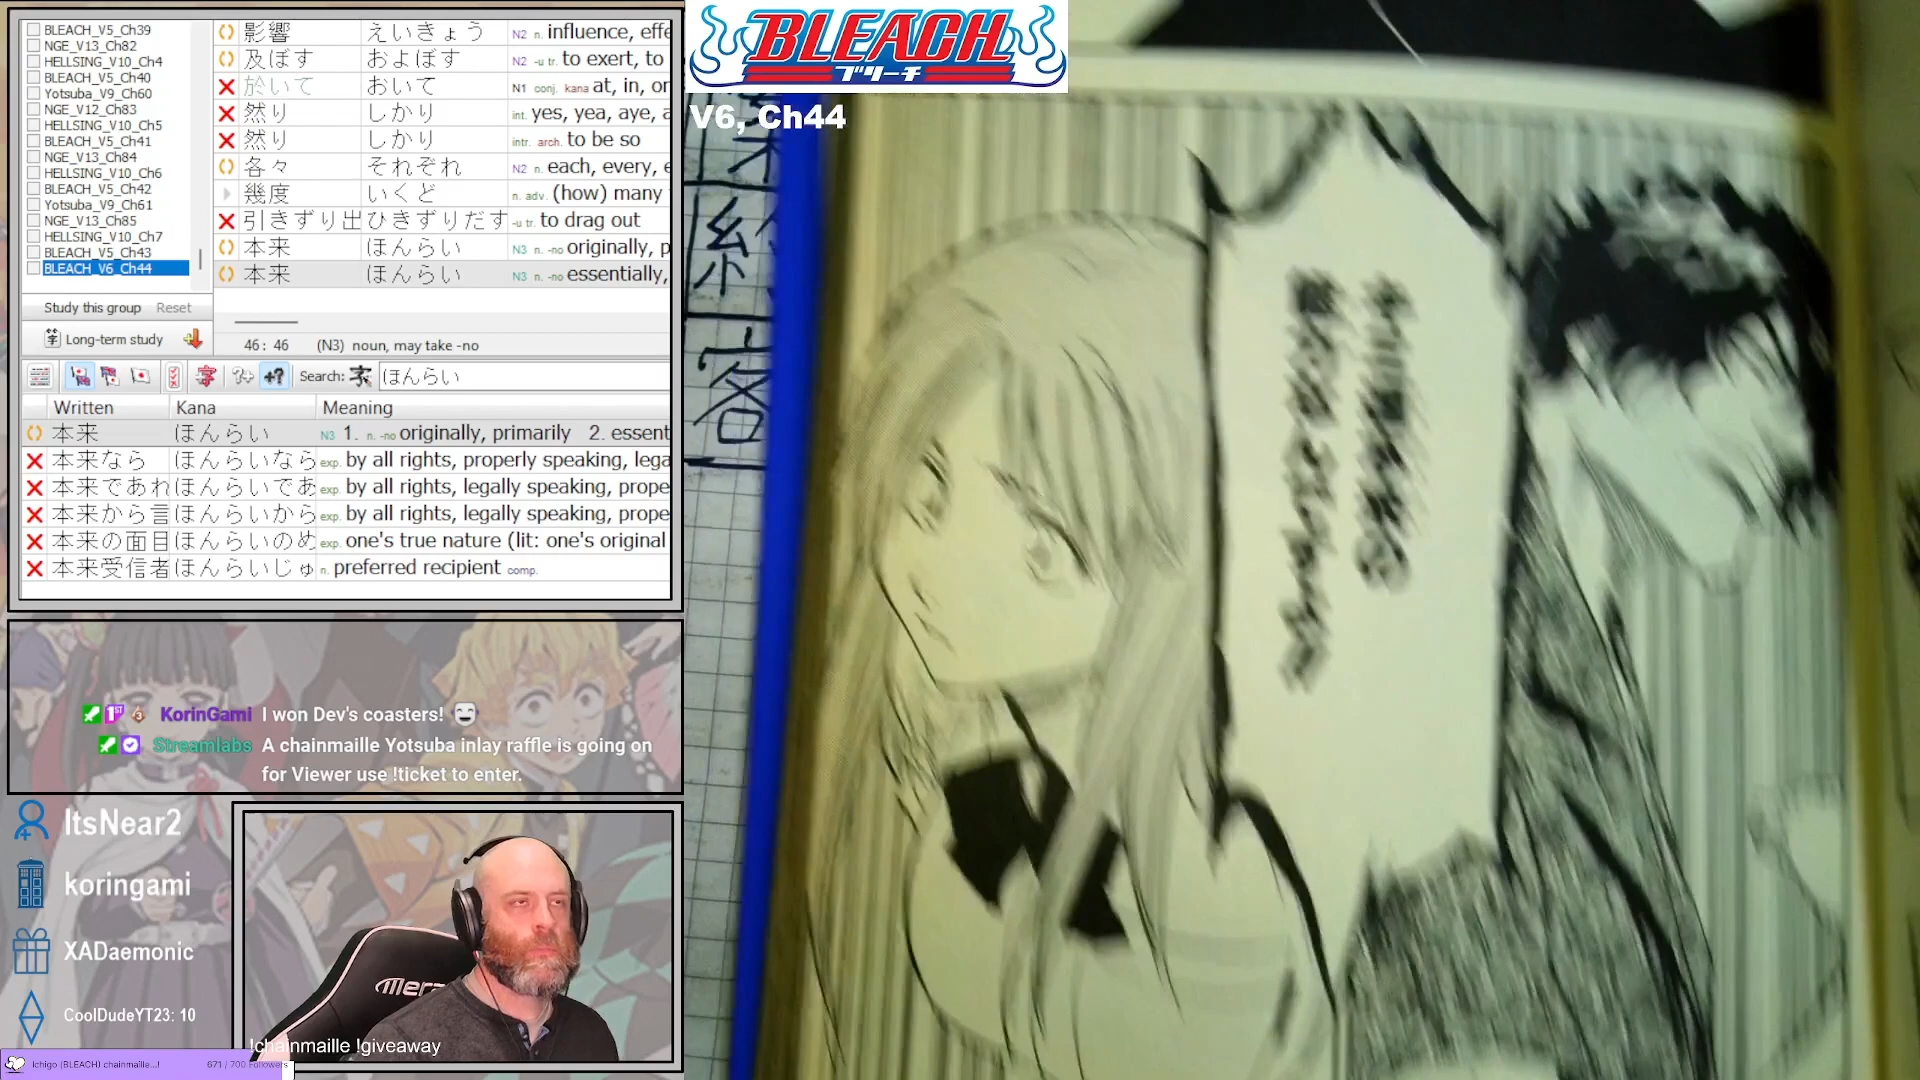 BLEACH_V5_Ch39
NGE_V13_Ch82
HELLSING_V10_Ch4
BLEACH_V5_Ch40
Yotsuba_V9_Ch60
NGE_V12_Ch83
HELLSING_V10_Ch5
BLEACH_V5_Ch41
NGE_V13_Ch84
HELLSING_V10_Ch6
BLEACH_V5_Ch42
Yotsuba_V9_Ch61
NGE_V13_Ch85
HELLSING_V10_Ch7
BLEACH_V5_Ch43
BLEACH_V6_Ch44
Study this group Reset
Long-term study
影響 えいきょう N2 n. influence, effe
及ぼす およぼす N2 -u tr. to exert, to
於いて おいて N1 conj. kana at, in, or
然り しかり int. yes, yea, aye, a
然り しかり intr. arch. to be so
各々 それぞれ N2 n. each, every, e
幾度 いくど n. adv. (how) many
引きずり出 ひきずりだす -u tr. to drag out
本来 ほんらい N3 n. -no originally, p
本来 ほんらい N3 n. -no essentially,
46: 46 (N3) noun, may take -no
Search: ほんらい
Written Kana Meaning
本来 ほんらい N3 1. n. -no originally, primarily 2. essent
本来なら ほんらいなら exp. by all rights, properly speaking, lega
本来であれ ほんらいであ exp. by all rights, legally speaking, prope
本来から言 ほんらいから exp. by all rights, legally speaking, prope
本来の面目 ほんらいのめ exp. one's true nature (lit: one's original
本来受信者 ほんらいじゅ n. preferred recipient comp.
KorinGami I won Dev's coasters!
Streamlabs A chainmaille Yotsuba inlay raffle is going on
for Viewer use !ticket to enter.
ItsNear2
koringami
XADaemonic
CoolDudeYT23: 10
!chainmaille !giveaway
Ichigo (BLEACH) chainmaille...! 671 / 700 Followers
BLEACH
ブリーチ
V6, Ch44